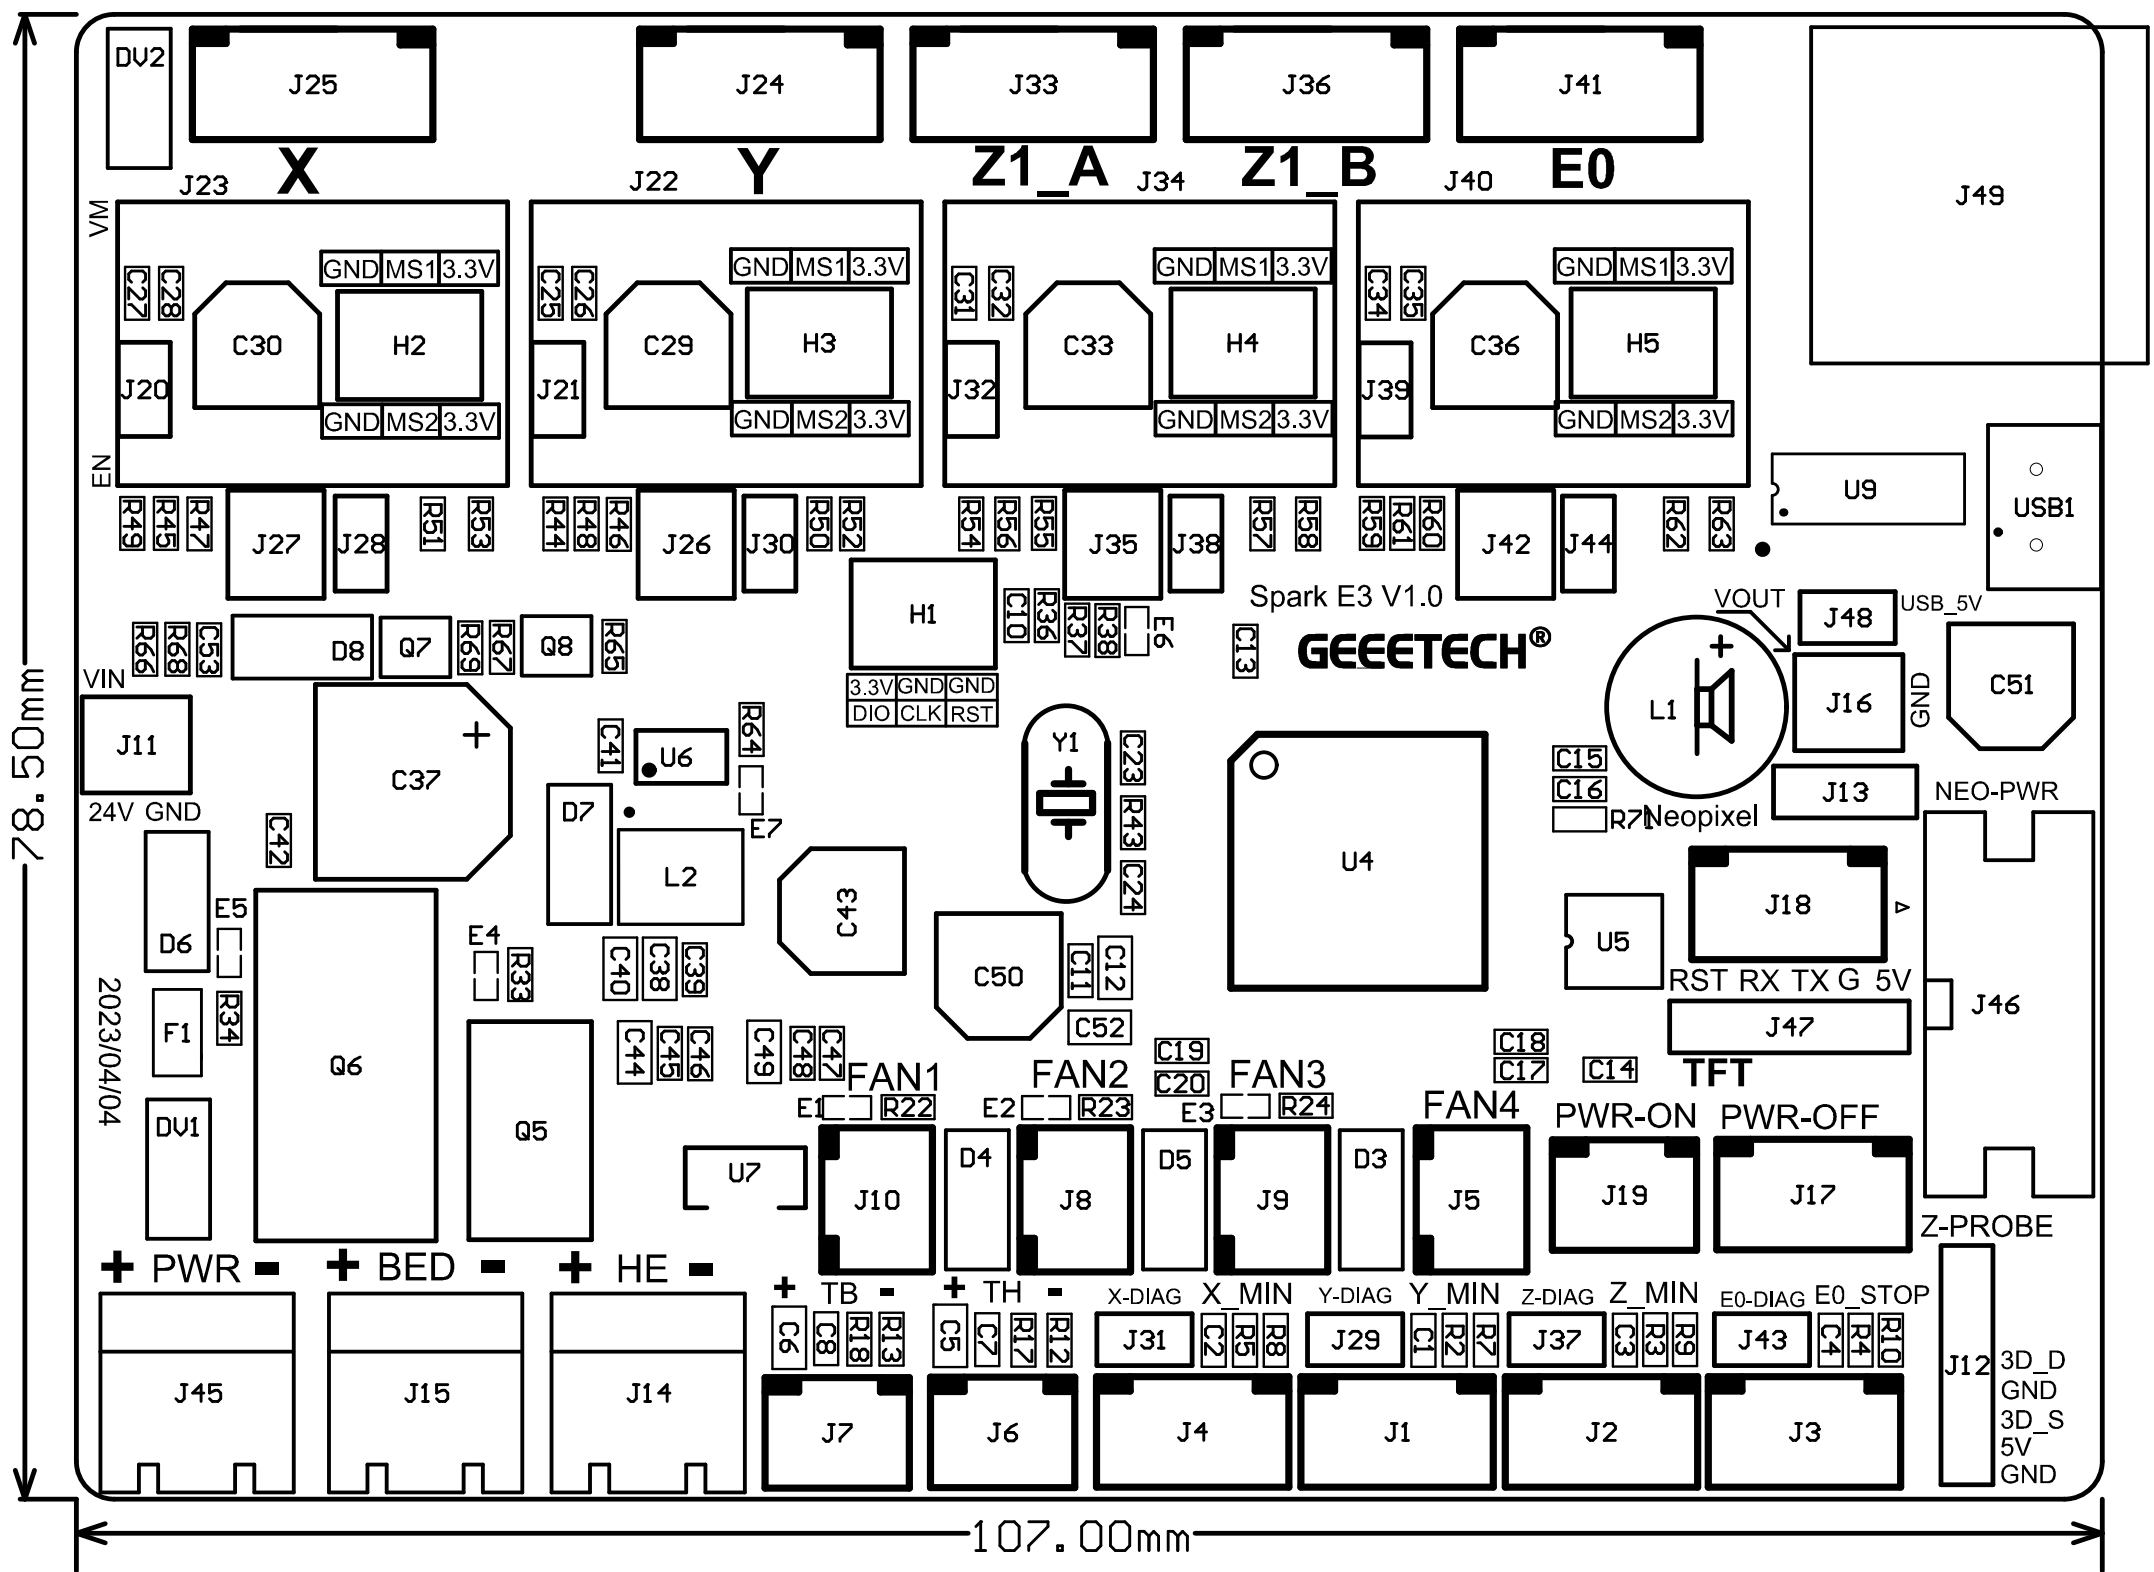 DV2
J25
J24
J33
J36
J41
X
Y
Z1_A
Z1_B
E0
J23
J22
J34
J40
J49
VM
GND MS1 3.3V
GND MS1 3.3V
GND MS1 3.3V
GND MS1 3.3V
C27
C28
C25
C26
C31
C32
C34
C35
C30
H2
C29
H3
C33
H4
C36
H5
J20
J21
J32
J39
GND MS2 3.3V
GND MS2 3.3V
GND MS2 3.3V
GND MS2 3.3V
EN
U9
USB1
R49
R45
R47
J27
J28
R51
R53
R44
R48
R46
J26
J30
R50
R52
R54
R56
R55
J35
J38
R57
R58
R59
R61
R60
J42
J44
R62
R63
Spark E3 V1.0
GEEETECH®
VOUT
J48
USB_5V
H1
C10
R36
R37
R38
E6
C13
R66
R68
C53
D8
Q7
R69
R67
Q8
R65
3.3V GND GND
DIO CLK RST
VIN
J11
24V GND
C37
C41
U6
R64
Y1
C23
L1
J16
GND
C51
C15
C16
R71
Neopixel
J13
NEO-PWR
C42
D7
E7
R43
L2
C43
C24
U4
J18
E5
D6
E4
R33
C40
C38
C39
C50
C11
C12
U5
RST RX TX G 5V
J47
TFT
J46
2023/04/04
F1
R34
Q6
C44
C45
C46
C49
C48
C47
C52
C19
C20
C18
C17
C14
FAN1
FAN2
FAN3
FAN4
E1
R22
E2
R23
E3
R24
PWR-ON
PWR-OFF
DV1
Q5
U7
J10
D4
J8
D5
J9
D3
J5
J19
J17
Z-PROBE
+ PWR -
+ BED -
+ HE -
+ TB -
+ TH -
X-DIAG
X_MIN
Y-DIAG
Y_MIN
Z-DIAG
Z_MIN
E0-DIAG
E0_STOP
C6
C8
R18
R13
C5
C7
R17
R12
J31
C2
R5
R8
J29
C1
R2
R7
J37
C3
R3
R9
J43
C4
R4
R10
J45
J15
J14
J7
J6
J4
J1
J2
J3
J12
3D_D
GND
3D_S
5V
GND
78.50mm
107.00mm